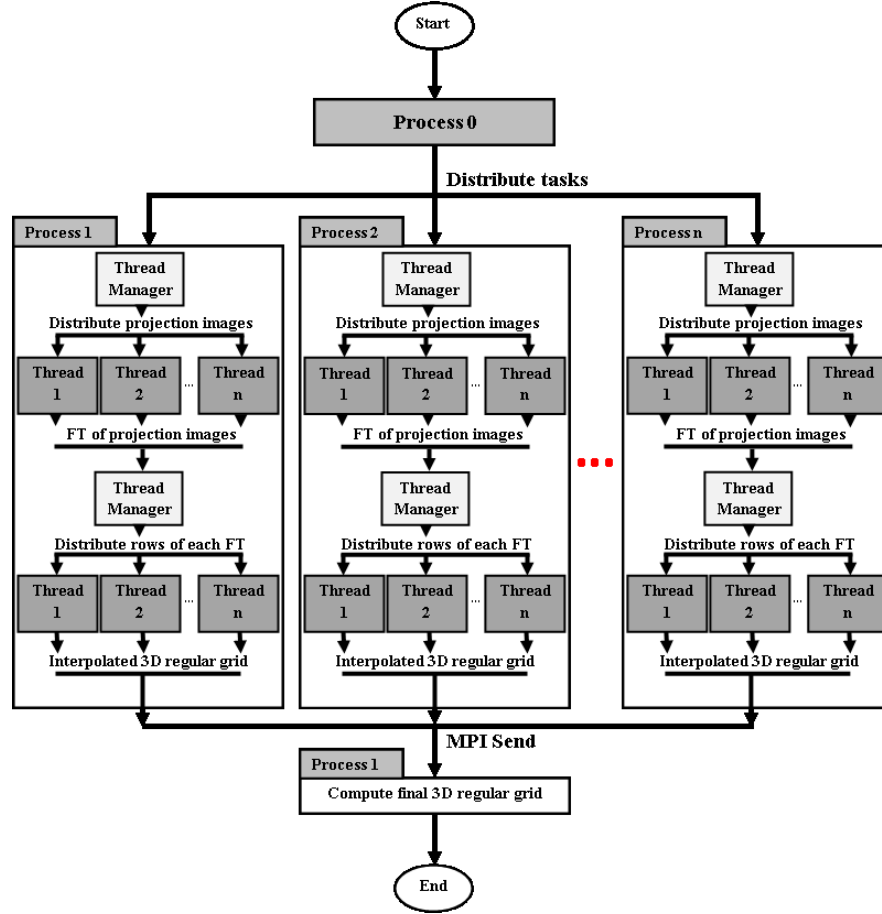 Start
Process 0
Distribute tasks
Process 1
Process 2
Process n
Thread Manager
Thread Manager
Thread Manager
Distribute projection images
Distribute projection images
Distribute projection images
Thread 1
Thread 2
...
Thread n
Thread 1
Thread 2
...
Thread n
Thread 1
Thread 2
...
Thread n
FT of projection images
FT of projection images
FT of projection images
...
Thread Manager
Thread Manager
Thread Manager
Distribute rows of each FT
Distribute rows of each FT
Distribute rows of each FT
Thread 1
Thread 2
...
Thread n
Thread 1
Thread 2
...
Thread n
Thread 1
Thread 2
...
Thread n
Interpolated 3D regular grid
Interpolated 3D regular grid
Interpolated 3D regular grid
MPI Send
Process 1
Compute final 3D regular grid
End